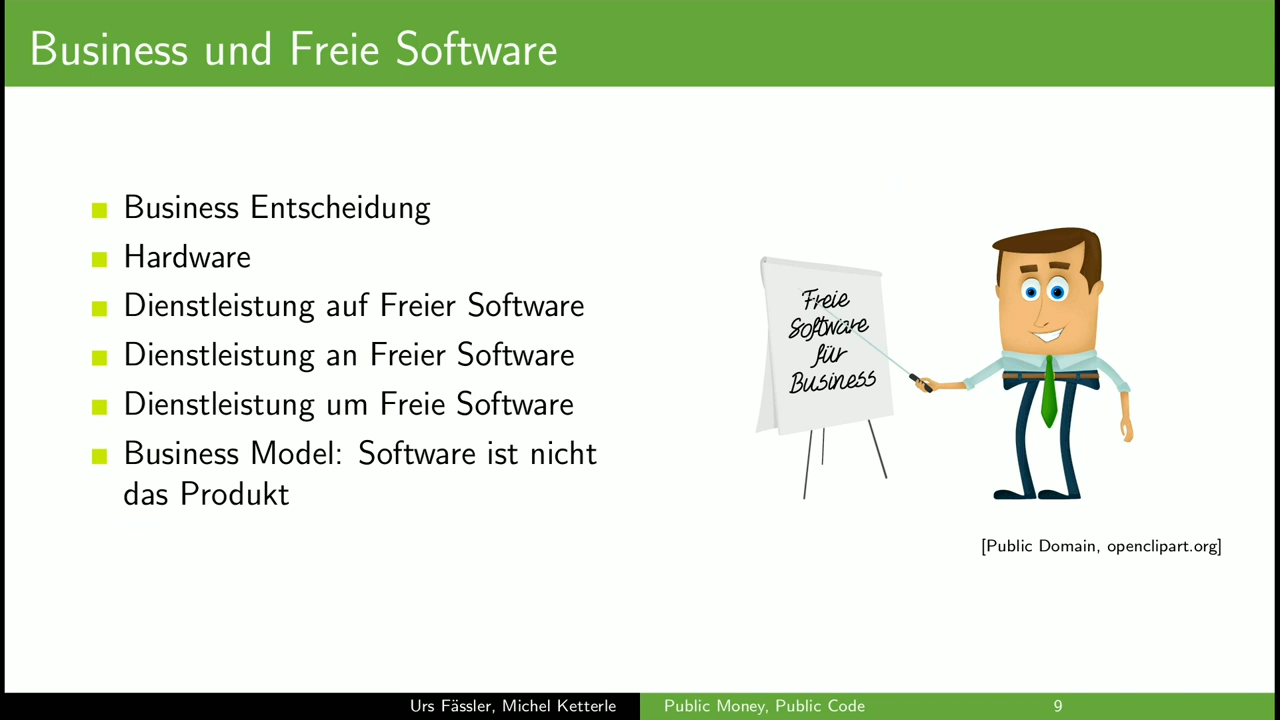 Business und Freie Software
Business Entscheidung
Hardware
Dienstleistung auf Freier Software
Dienstleistung an Freier Software
Dienstleistung um Freie Software
Business Model: Software ist nicht
das Produkt
Freie
Software
für
Business
[Public Domain, openclipart.org]
Urs Fässler, Michel Ketterle
Public Money, Public Code
9